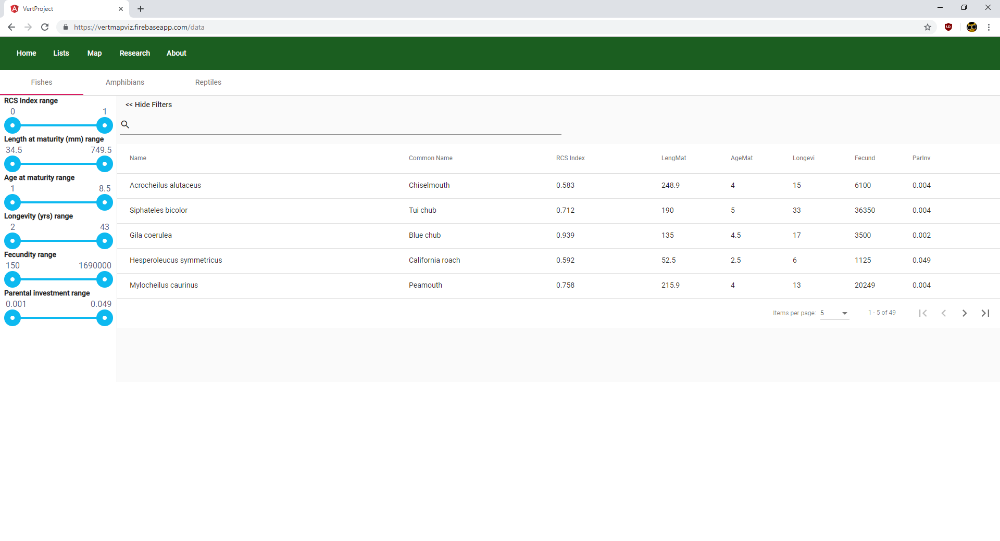 VertProject
https://vertmapviz.firebaseapp.com/data
Home Lists Map Research About
Fishes Amphibians Reptiles
RCS Index range
0 1
Length at maturity (mm) range
34.5 749.5
Age at maturity range
1 8.5
Longevity (yrs) range
2 43
Fecundity range
150 1690000
Parental investment range
0.001 0.049
<< Hide Filters
Name Common Name RCS Index LengMat AgeMat Longevi Fecund ParInv
Acrocheilus alutaceus Chiselmouth 0.583 248.9 4 15 6100 0.004
Siphateles bicolor Tui chub 0.712 190 5 33 36350 0.004
Gila coerulea Blue chub 0.939 135 4.5 17 3500 0.002
Hesperoleucus symmetricus California roach 0.592 52.5 2.5 6 1125 0.049
Mylocheilus caurinus Peamouth 0.758 215.9 4 13 20249 0.004
Items per page: 5 1 - 5 of 49